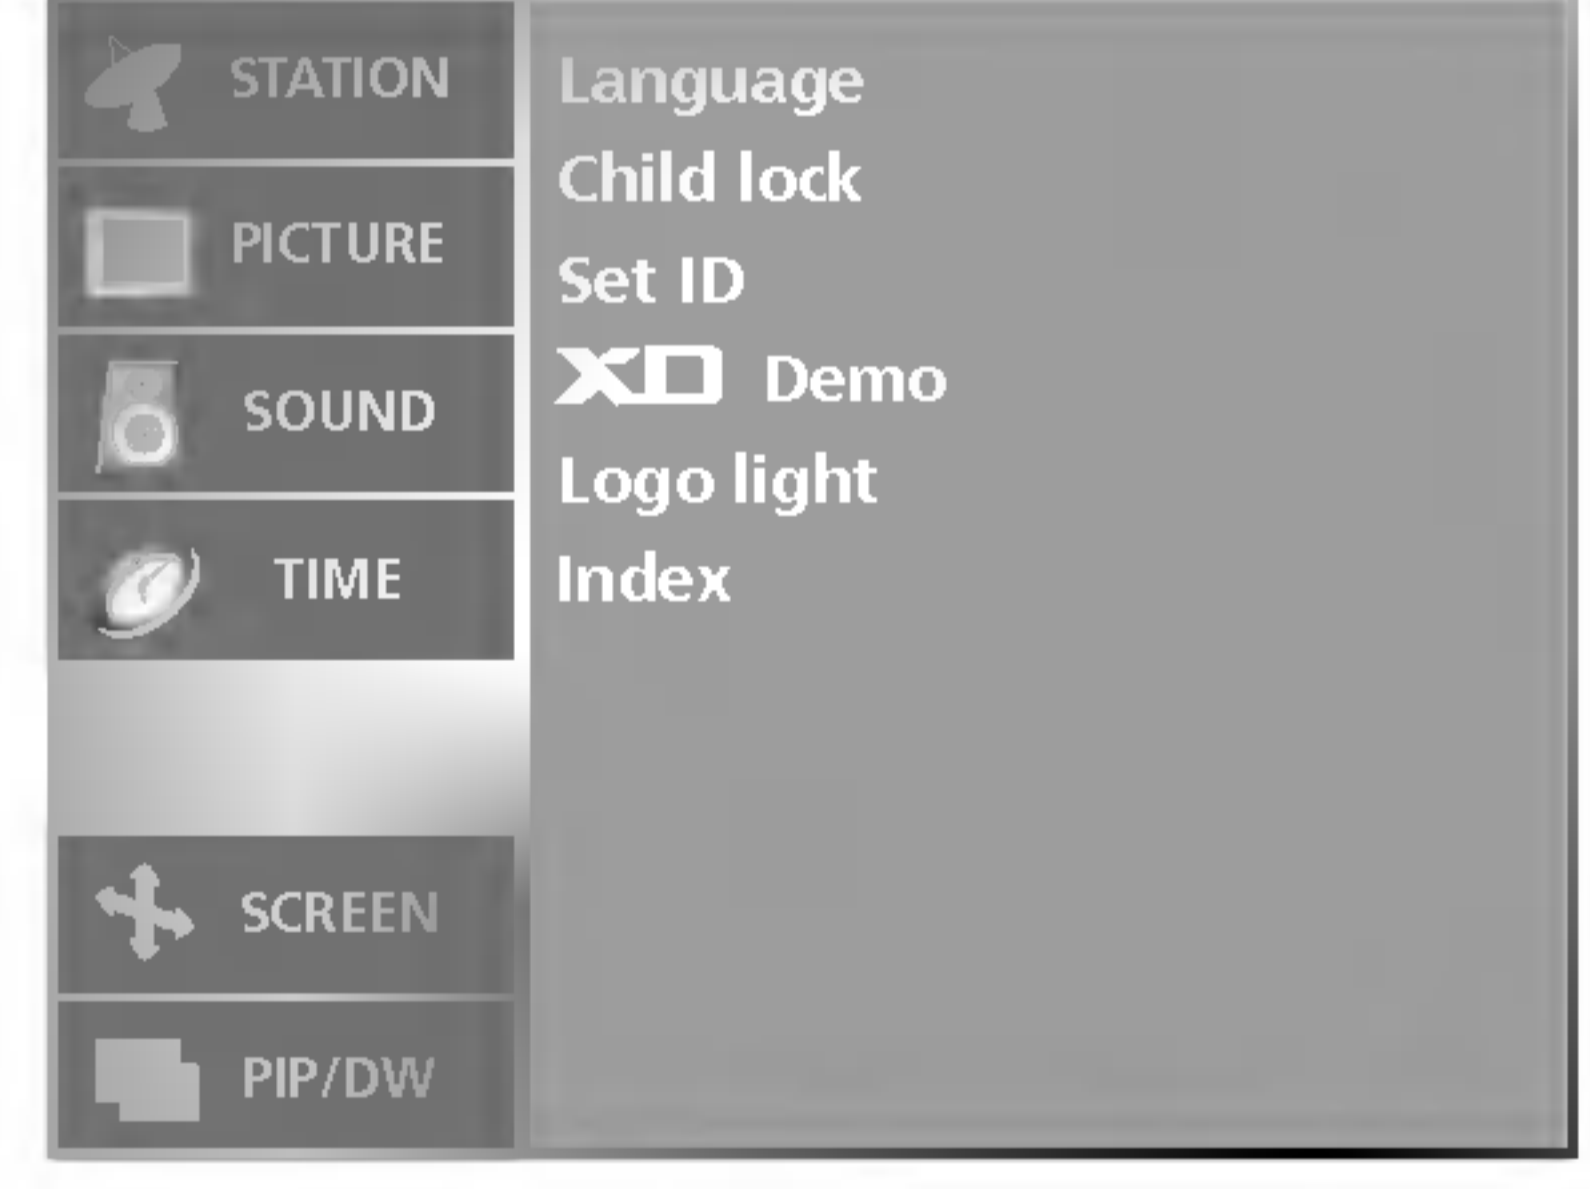 STATION
PICTURE
SOUND
TIME
SCREEN
PIP/DW
Language
Child lock
Set ID
XD Demo
Logo light
Index